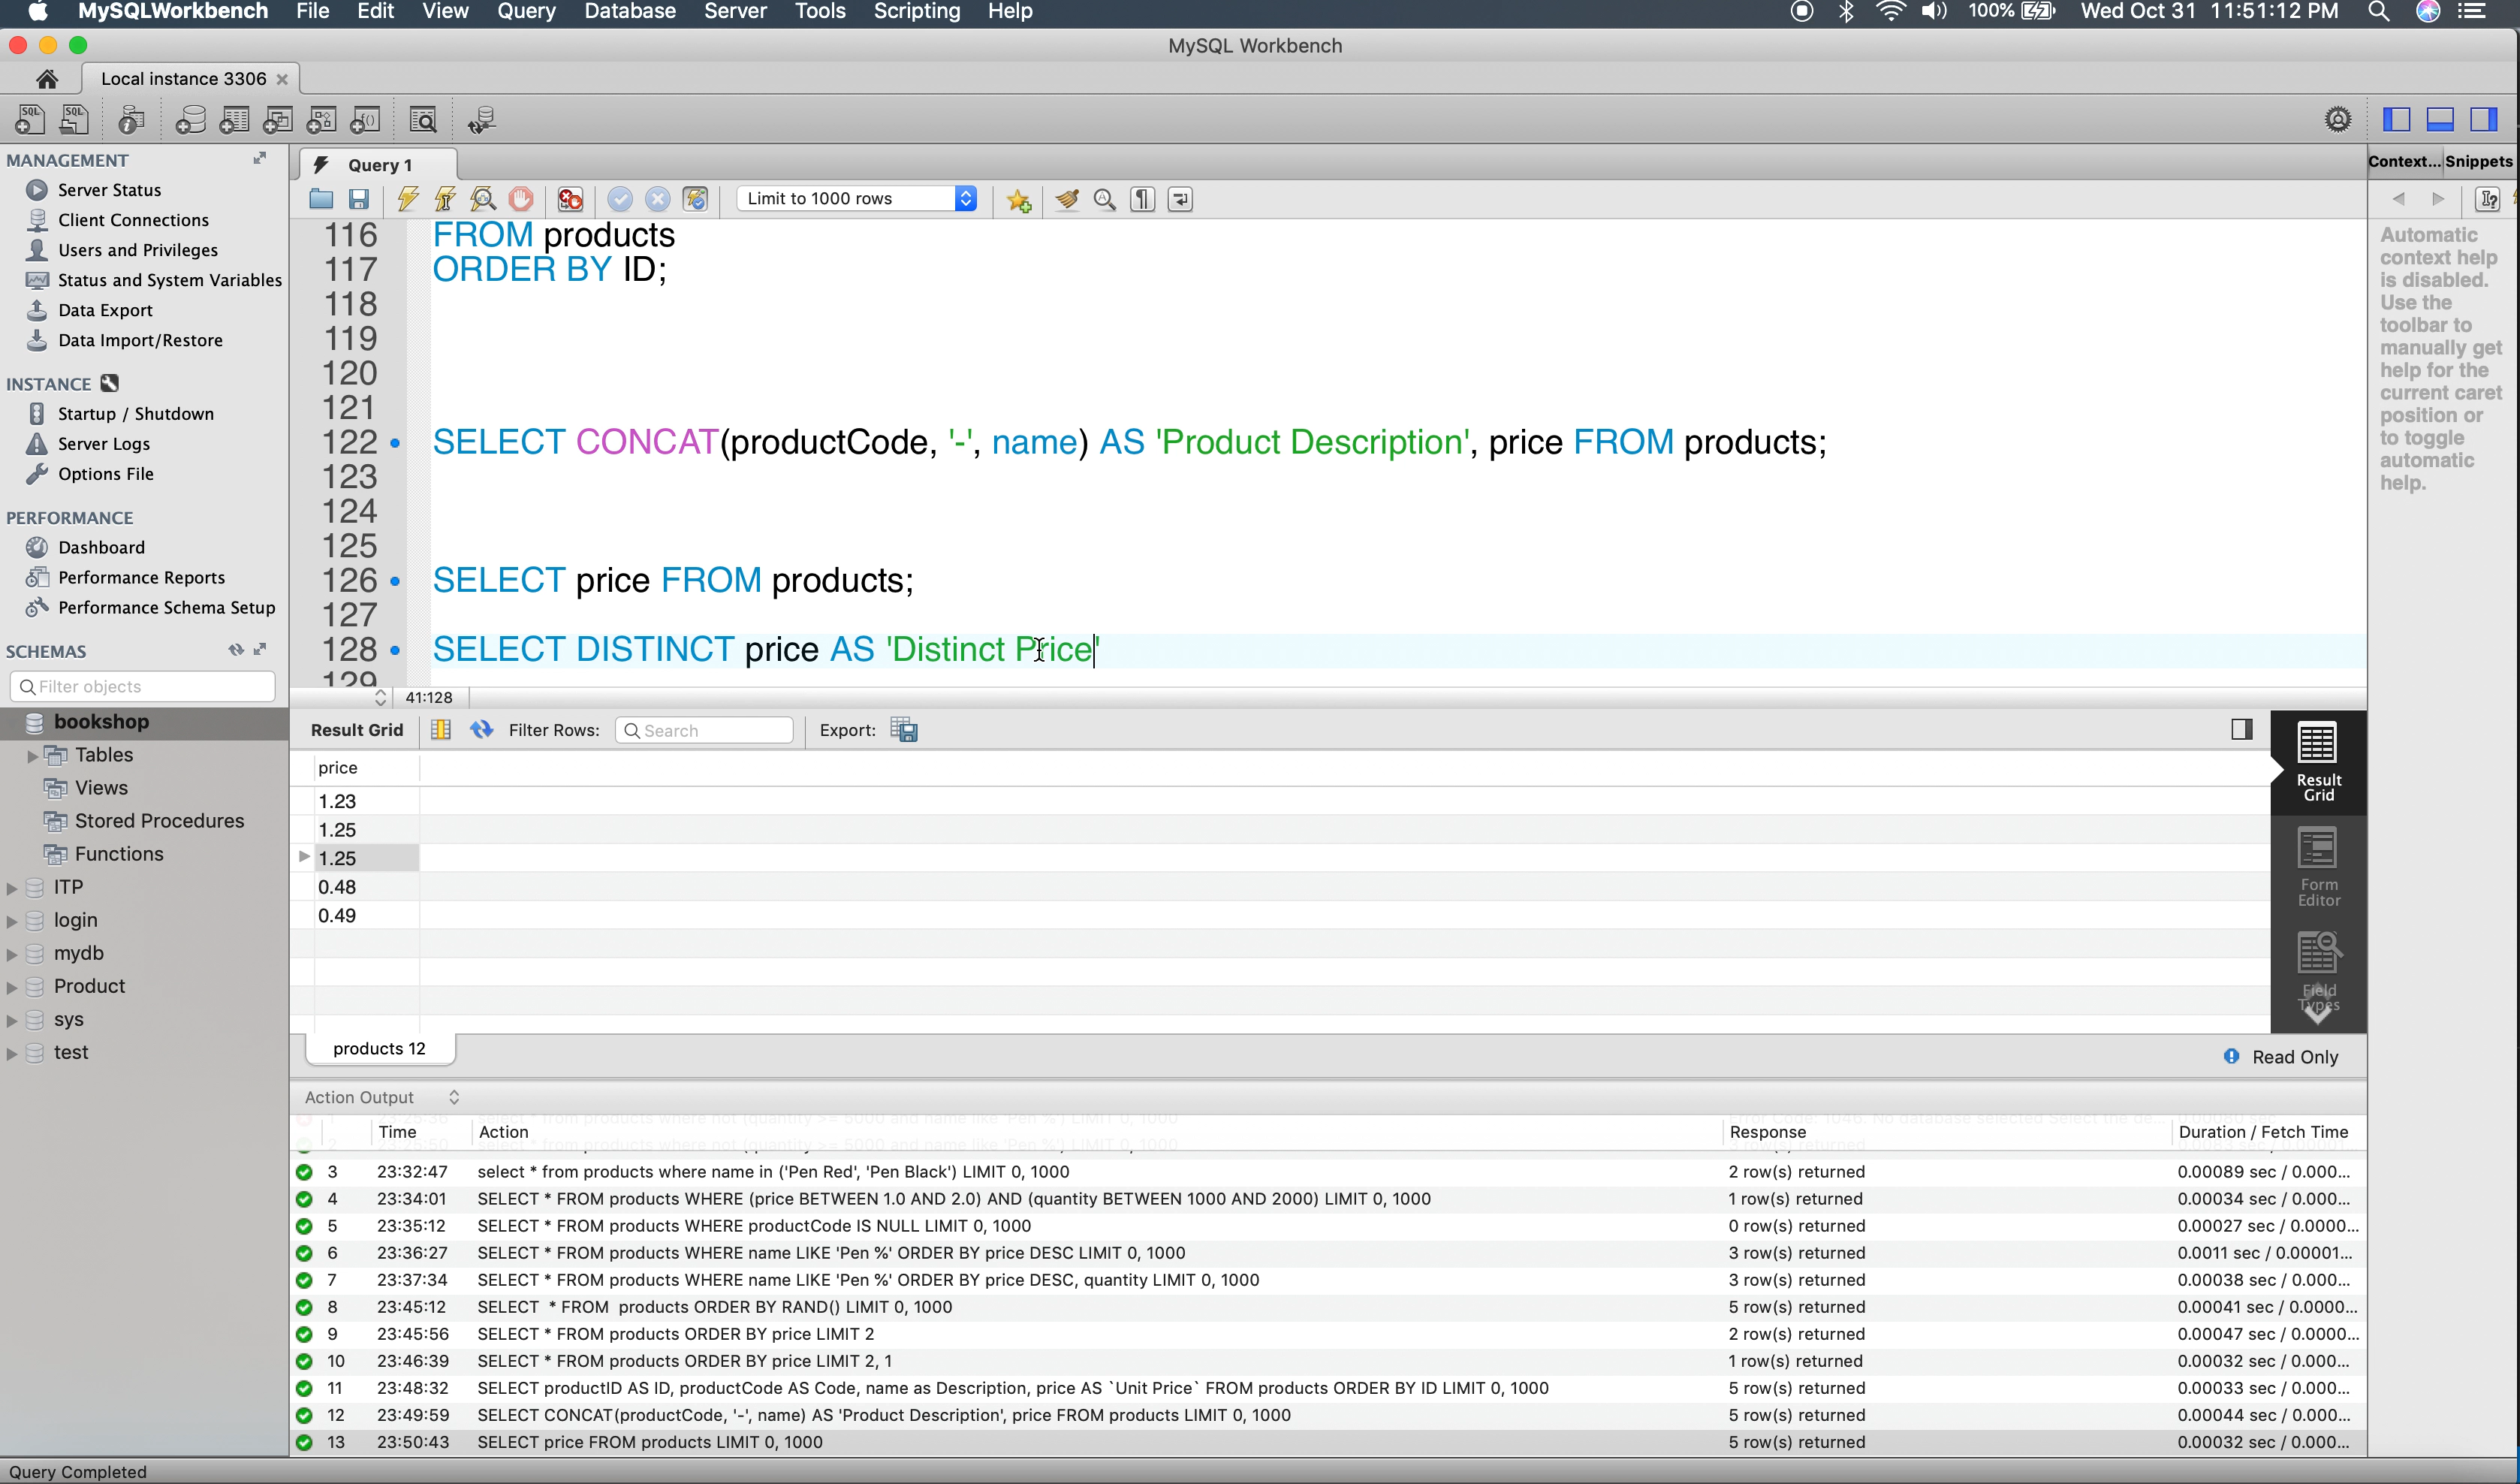 MySQLWorkbench File Edit View Query Database Server Tools Scripting Help 100% Wed Oct 31 11:51:12 PM
MySQL Workbench
Local instance 3306
Query 1
Context... Snippets
MANAGEMENT
Server Status
Client Connections
Users and Privileges
Status and System Variables
Data Export
Data Import/Restore
INSTANCE
Startup / Shutdown
Server Logs
Options File
PERFORMANCE
Dashboard
Performance Reports
Performance Schema Setup
SCHEMAS
Filter objects
bookshop
Tables
Views
Stored Procedures
Functions
ITP
login
mydb
Product
sys
test
Limit to 1000 rows
116 FROM products
117 ORDER BY ID;
118
119
120
121
122 SELECT CONCAT(productCode, '-', name) AS 'Product Description', price FROM products;
123
124
125
126 SELECT price FROM products;
127
128 SELECT DISTINCT price AS 'Distinct Price'
129
41:128
Automatic
context help
is disabled.
Use the
toolbar to
manually get
help for the
current caret
position or
to toggle
automatic
help.
Result Grid Filter Rows: Search Export:
price
1.23
1.25
1.25
0.48
0.49
Result
Grid
Form
Editor
Field
Types
products 12
Read Only
Action Output
Time Action Response Duration / Fetch Time
3 23:32:47 select * from products where name in ('Pen Red', 'Pen Black') LIMIT 0, 1000 2 row(s) returned 0.00089 sec / 0.000...
4 23:34:01 SELECT * FROM products WHERE (price BETWEEN 1.0 AND 2.0) AND (quantity BETWEEN 1000 AND 2000) LIMIT 0, 1000 1 row(s) returned 0.00034 sec / 0.000...
5 23:35:12 SELECT * FROM products WHERE productCode IS NULL LIMIT 0, 1000 0 row(s) returned 0.00027 sec / 0.0000...
6 23:36:27 SELECT * FROM products WHERE name LIKE 'Pen %' ORDER BY price DESC LIMIT 0, 1000 3 row(s) returned 0.0011 sec / 0.00001...
7 23:37:34 SELECT * FROM products WHERE name LIKE 'Pen %' ORDER BY price DESC, quantity LIMIT 0, 1000 3 row(s) returned 0.00038 sec / 0.000...
8 23:45:12 SELECT * FROM products ORDER BY RAND() LIMIT 0, 1000 5 row(s) returned 0.00041 sec / 0.0000...
9 23:45:56 SELECT * FROM products ORDER BY price LIMIT 2 2 row(s) returned 0.00047 sec / 0.0000...
10 23:46:39 SELECT * FROM products ORDER BY price LIMIT 2, 1 1 row(s) returned 0.00032 sec / 0.000...
11 23:48:32 SELECT productID AS ID, productCode AS Code, name as Description, price AS `Unit Price` FROM products ORDER BY ID LIMIT 0, 1000 5 row(s) returned 0.00033 sec / 0.000...
12 23:49:59 SELECT CONCAT(productCode, '-', name) AS 'Product Description', price FROM products LIMIT 0, 1000 5 row(s) returned 0.00044 sec / 0.000...
13 23:50:43 SELECT price FROM products LIMIT 0, 1000 5 row(s) returned 0.00032 sec / 0.000...
Query Completed